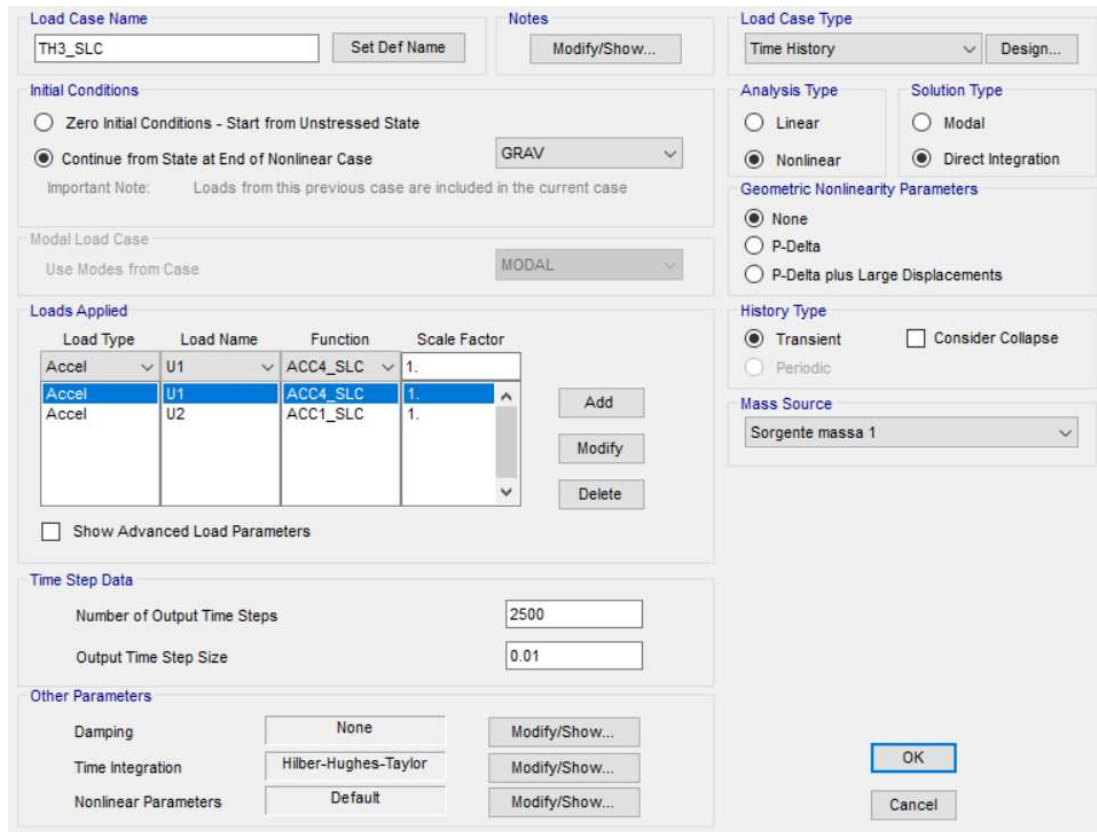 Load Case Name
TH3_SLC
Set Def Name
Notes
Modify/Show...
Load Case Type
Time History
Design...
Initial Conditions
Zero Initial Conditions - Start from Unstressed State
Continue from State at End of Nonlinear Case
GRAV
Important Note: Loads from this previous case are included in the current case
Analysis Type
Linear
Nonlinear
Solution Type
Modal
Direct Integration
Geometric Nonlinearity Parameters
None
P-Delta
P-Delta plus Large Displacements
Modal Load Case
Use Modes from Case
MODAL
Loads Applied
Load Type Load Name Function Scale Factor
Accel U1 ACC4_SLC 1.
Accel U1 ACC4_SLC 1.
Accel U2 ACC1_SLC 1.
Add
Modify
Delete
Show Advanced Load Parameters
History Type
Transient
Consider Collapse
Periodic
Mass Source
Sorgente massa 1
Time Step Data
Number of Output Time Steps 2500
Output Time Step Size 0.01
Other Parameters
Damping None Modify/Show...
Time Integration Hilber-Hughes-Taylor Modify/Show...
Nonlinear Parameters Default Modify/Show...
OK
Cancel